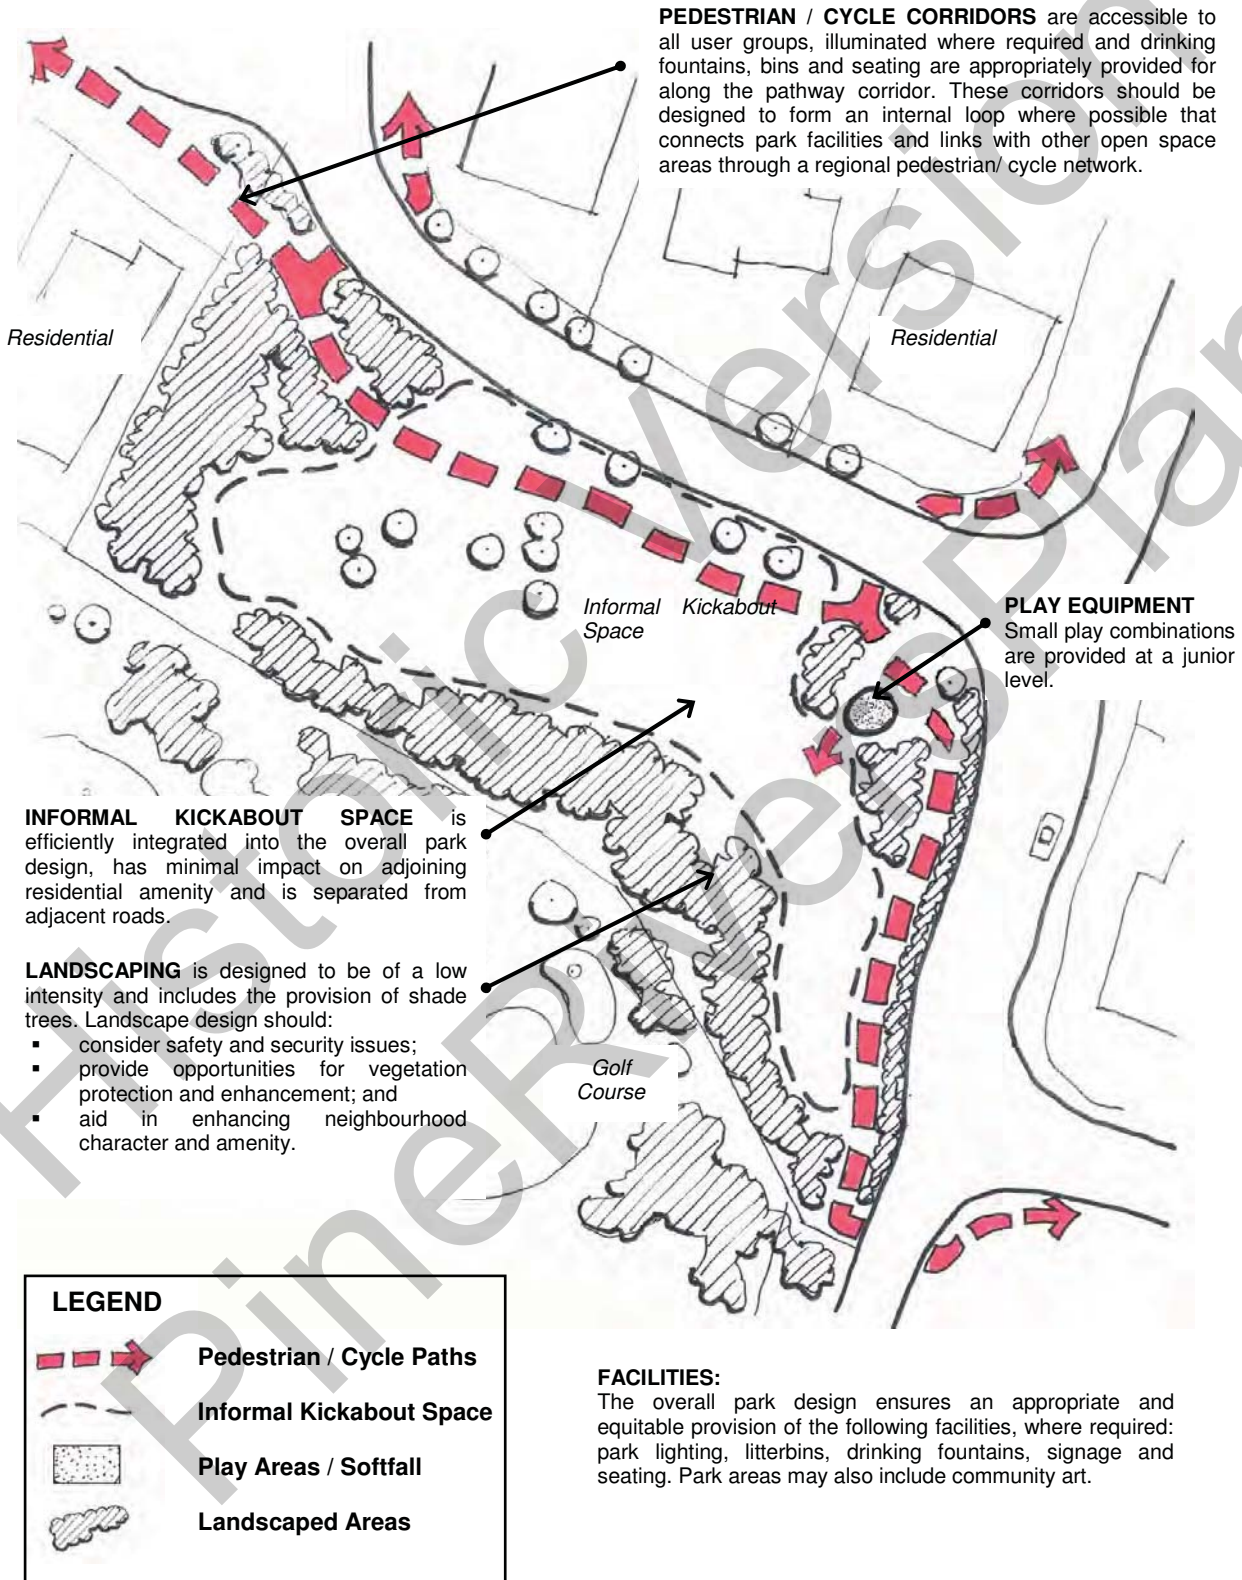 PEDESTRIAN / CYCLE CORRIDORS are accessible to
all user groups, illuminated where required and drinking
fountains, bins and seating are appropriately provided for
along the pathway corridor. These corridors should be
designed to form an internal loop where possible that
connects park facilities and links with other open space
areas through a regional pedestrian/ cycle network.
Residential
Residential
Informal Kickabout
Space
PLAY EQUIPMENT
Small play combinations
are provided at a junior
level.
INFORMAL KICKABOUT SPACE is
efficiently integrated into the overall park
design, has minimal impact on adjoining
residential amenity and is separated from
adjacent roads.
LANDSCAPING is designed to be of a low
intensity and includes the provision of shade
trees. Landscape design should:
▪ consider safety and security issues;
▪ provide opportunities for vegetation
protection and enhancement; and
▪ aid in enhancing neighbourhood
character and amenity.
Golf
Course
LEGEND
Pedestrian / Cycle Paths
Informal Kickabout Space
Play Areas / Softfall
Landscaped Areas
FACILITIES:
The overall park design ensures an appropriate and
equitable provision of the following facilities, where required:
park lighting, litterbins, drinking fountains, signage and
seating. Park areas may also include community art.
Historic Version
PineRiversPla